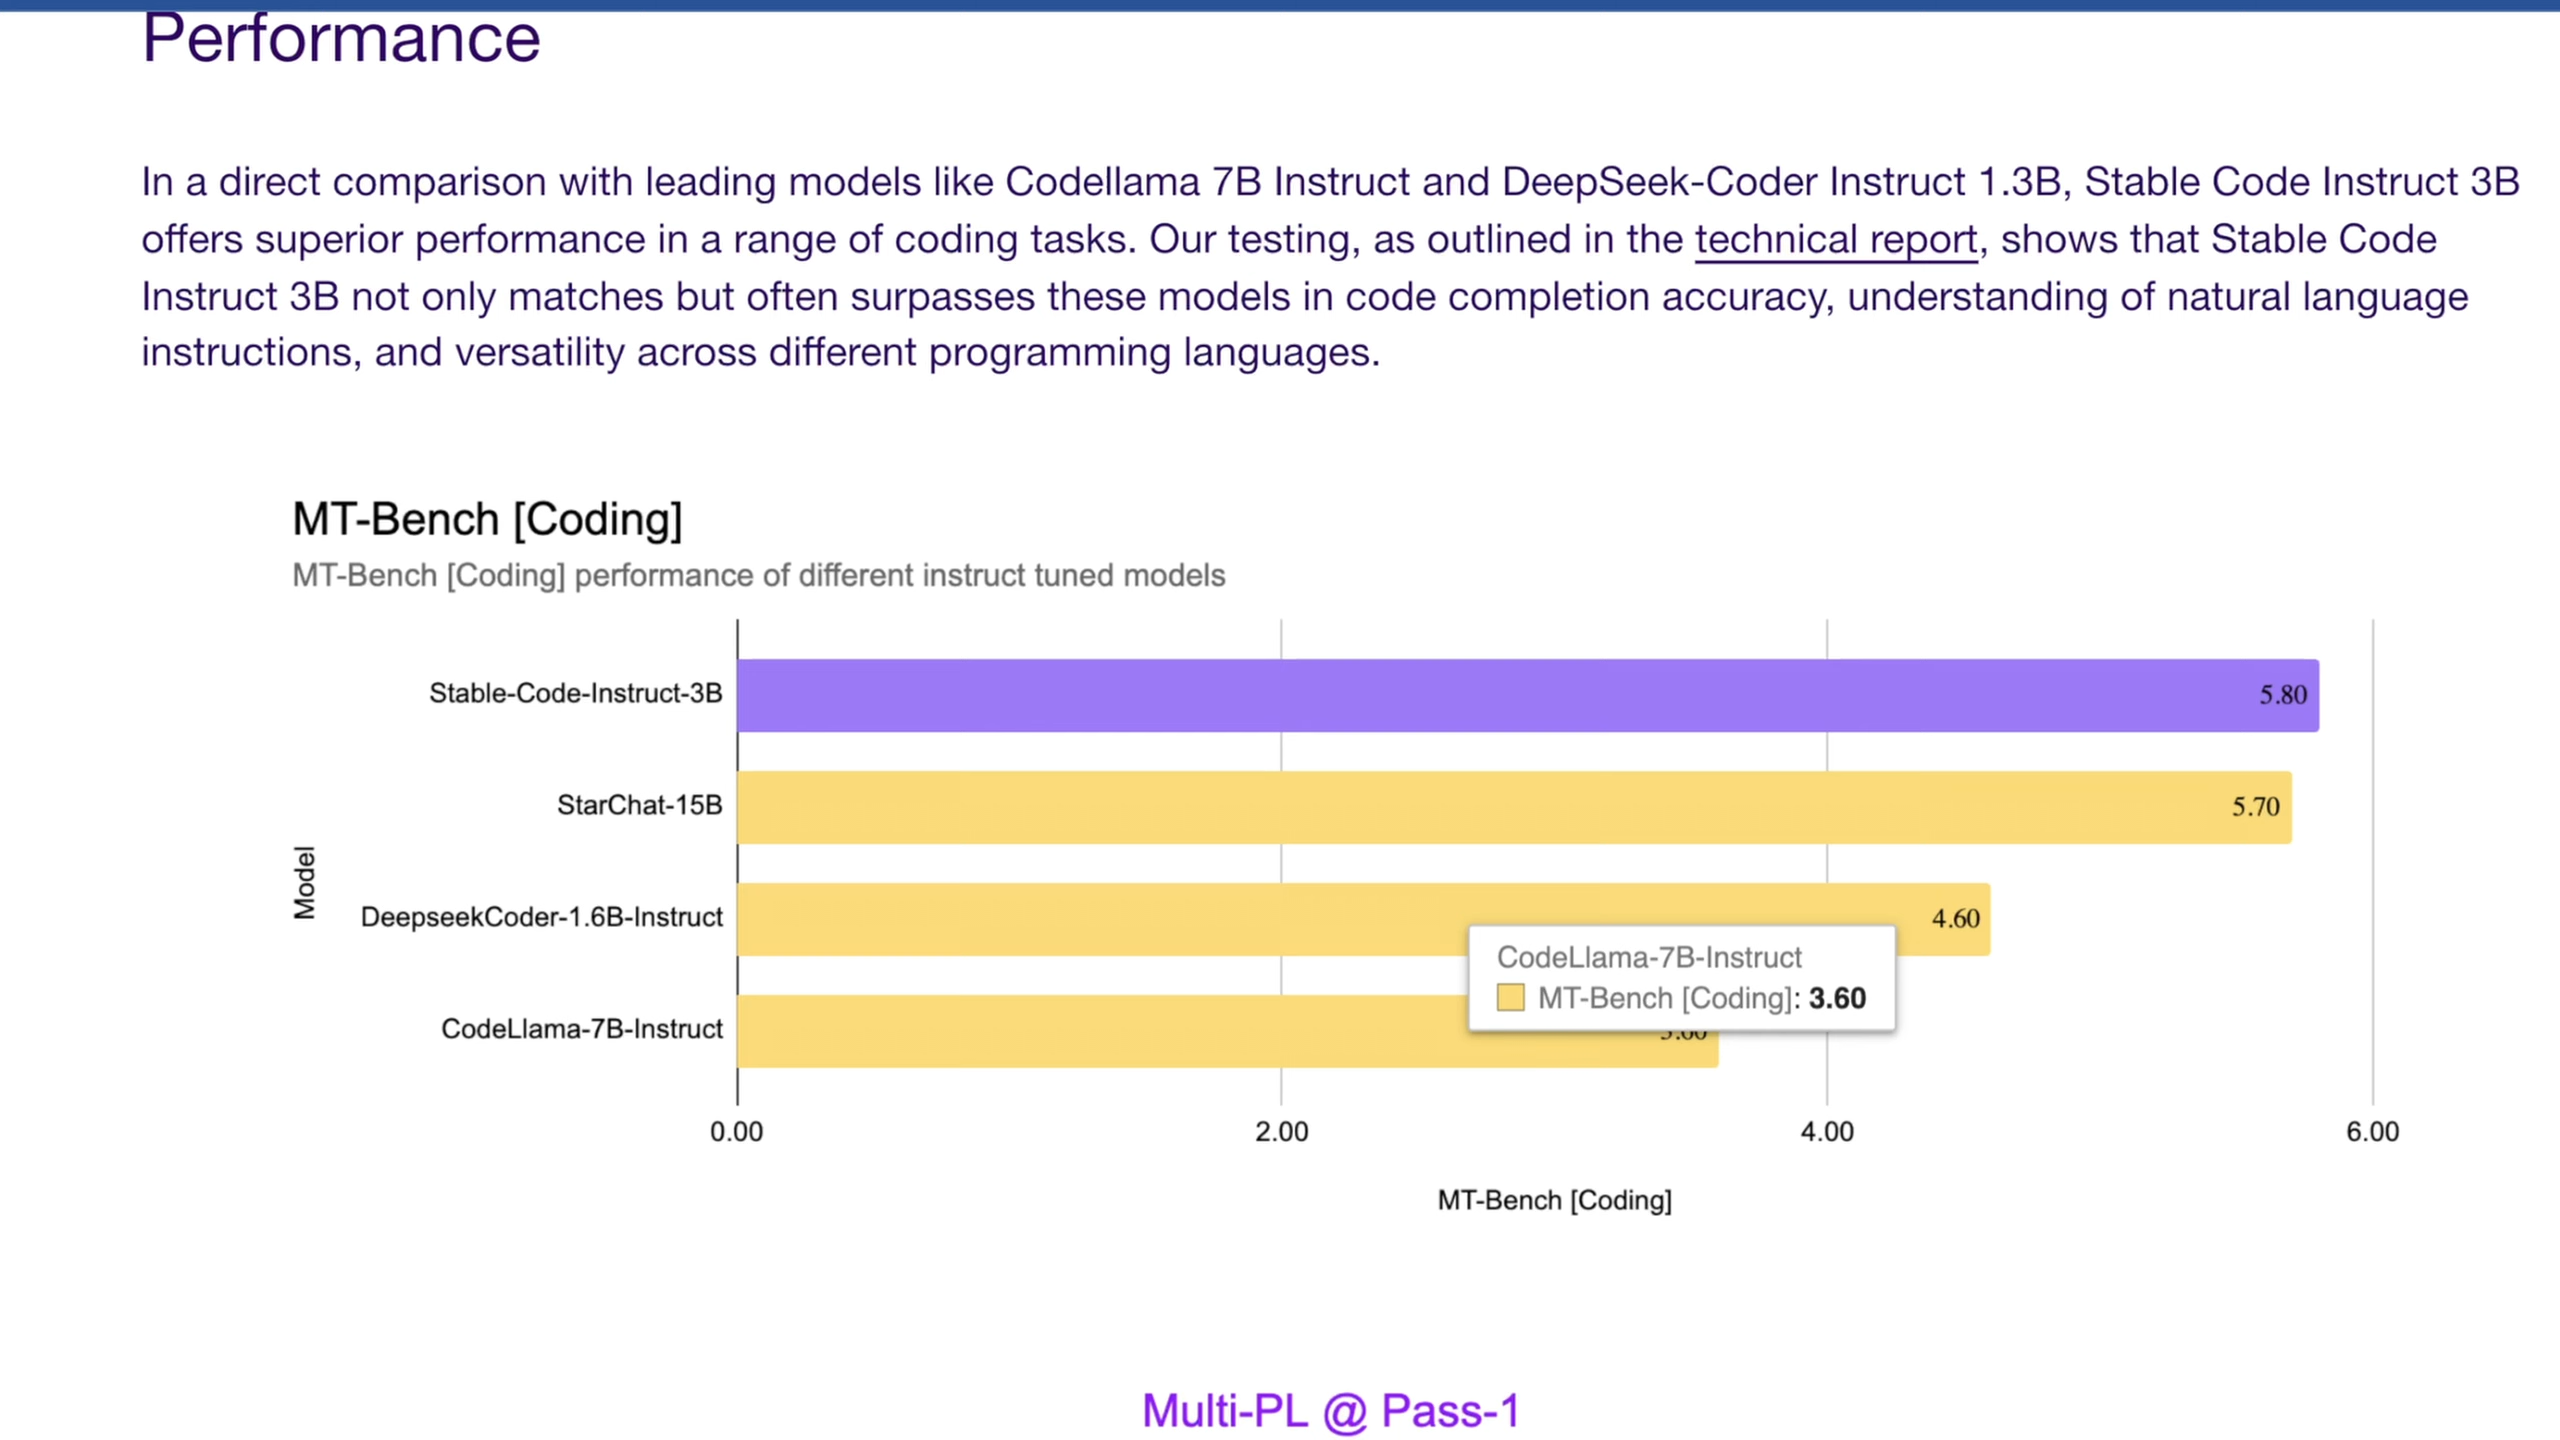 Performance
In a direct comparison with leading models like Codellama 7B Instruct and DeepSeek-Coder Instruct 1.3B, Stable Code Instruct 3B
offers superior performance in a range of coding tasks. Our testing, as outlined in the technical report, shows that Stable Code
Instruct 3B not only matches but often surpasses these models in code completion accuracy, understanding of natural language
instructions, and versatility across different programming languages.
MT-Bench [Coding]
MT-Bench [Coding] performance of different instruct tuned models
Model
Stable-Code-Instruct-3B
5.80
StarChat-15B
5.70
DeepseekCoder-1.6B-Instruct
4.60
CodeLlama-7B-Instruct
MT-Bench [Coding]: 3.60
CodeLlama-7B-Instruct
3.60
0.00 2.00 4.00 6.00
MT-Bench [Coding]
Multi-PL @ Pass-1